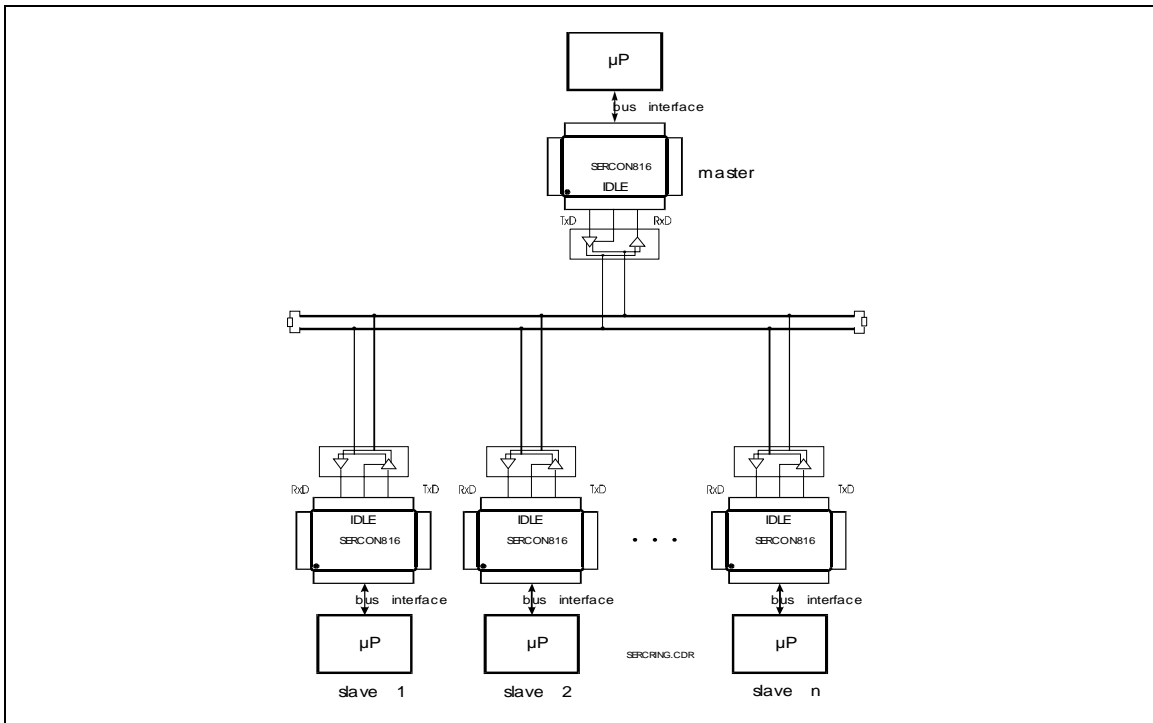 µP
bus interface
SERCON816
IDLE
master
TxD RxD
RxD TxD RxD TxD RxD TxD
IDLE IDLE IDLE
SERCON816 SERCON816 . . . SERCON816
bus interface bus interface bus interface
µP µP µP
SERCRING.CDR
slave 1 slave 2 slave n